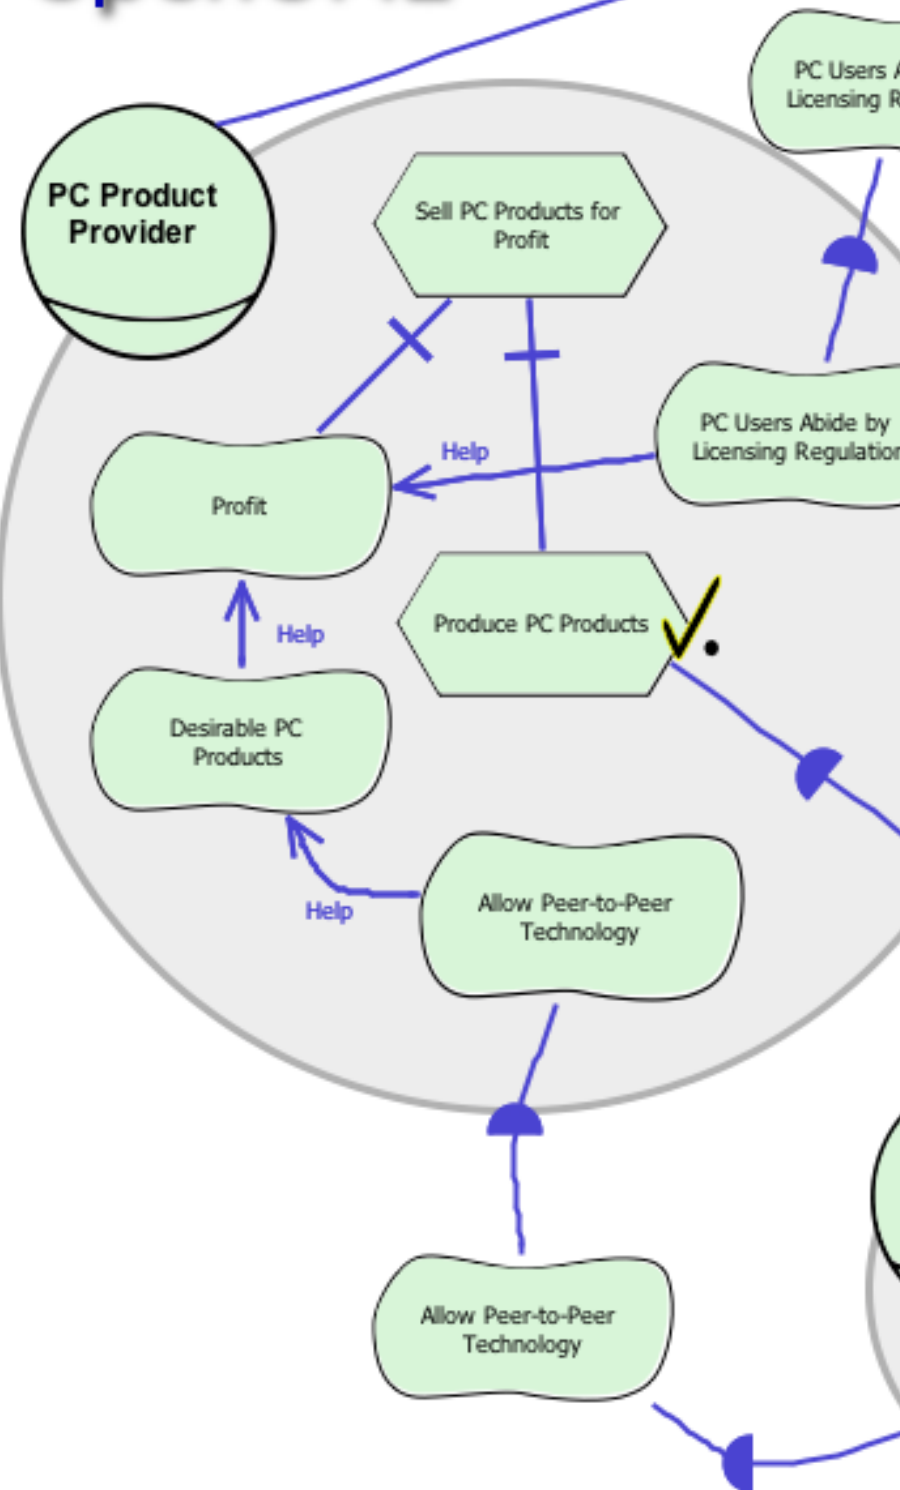 PC Product
Provider
Sell PC Products for
Profit
PC Users
Licensing
PC Users Abide by
Licensing Regulation
Help
Profit
Produce PC Products
Help
Desirable PC
Products
Allow Peer-to-Peer
Technology
Help
Allow Peer-to-Peer
Technology